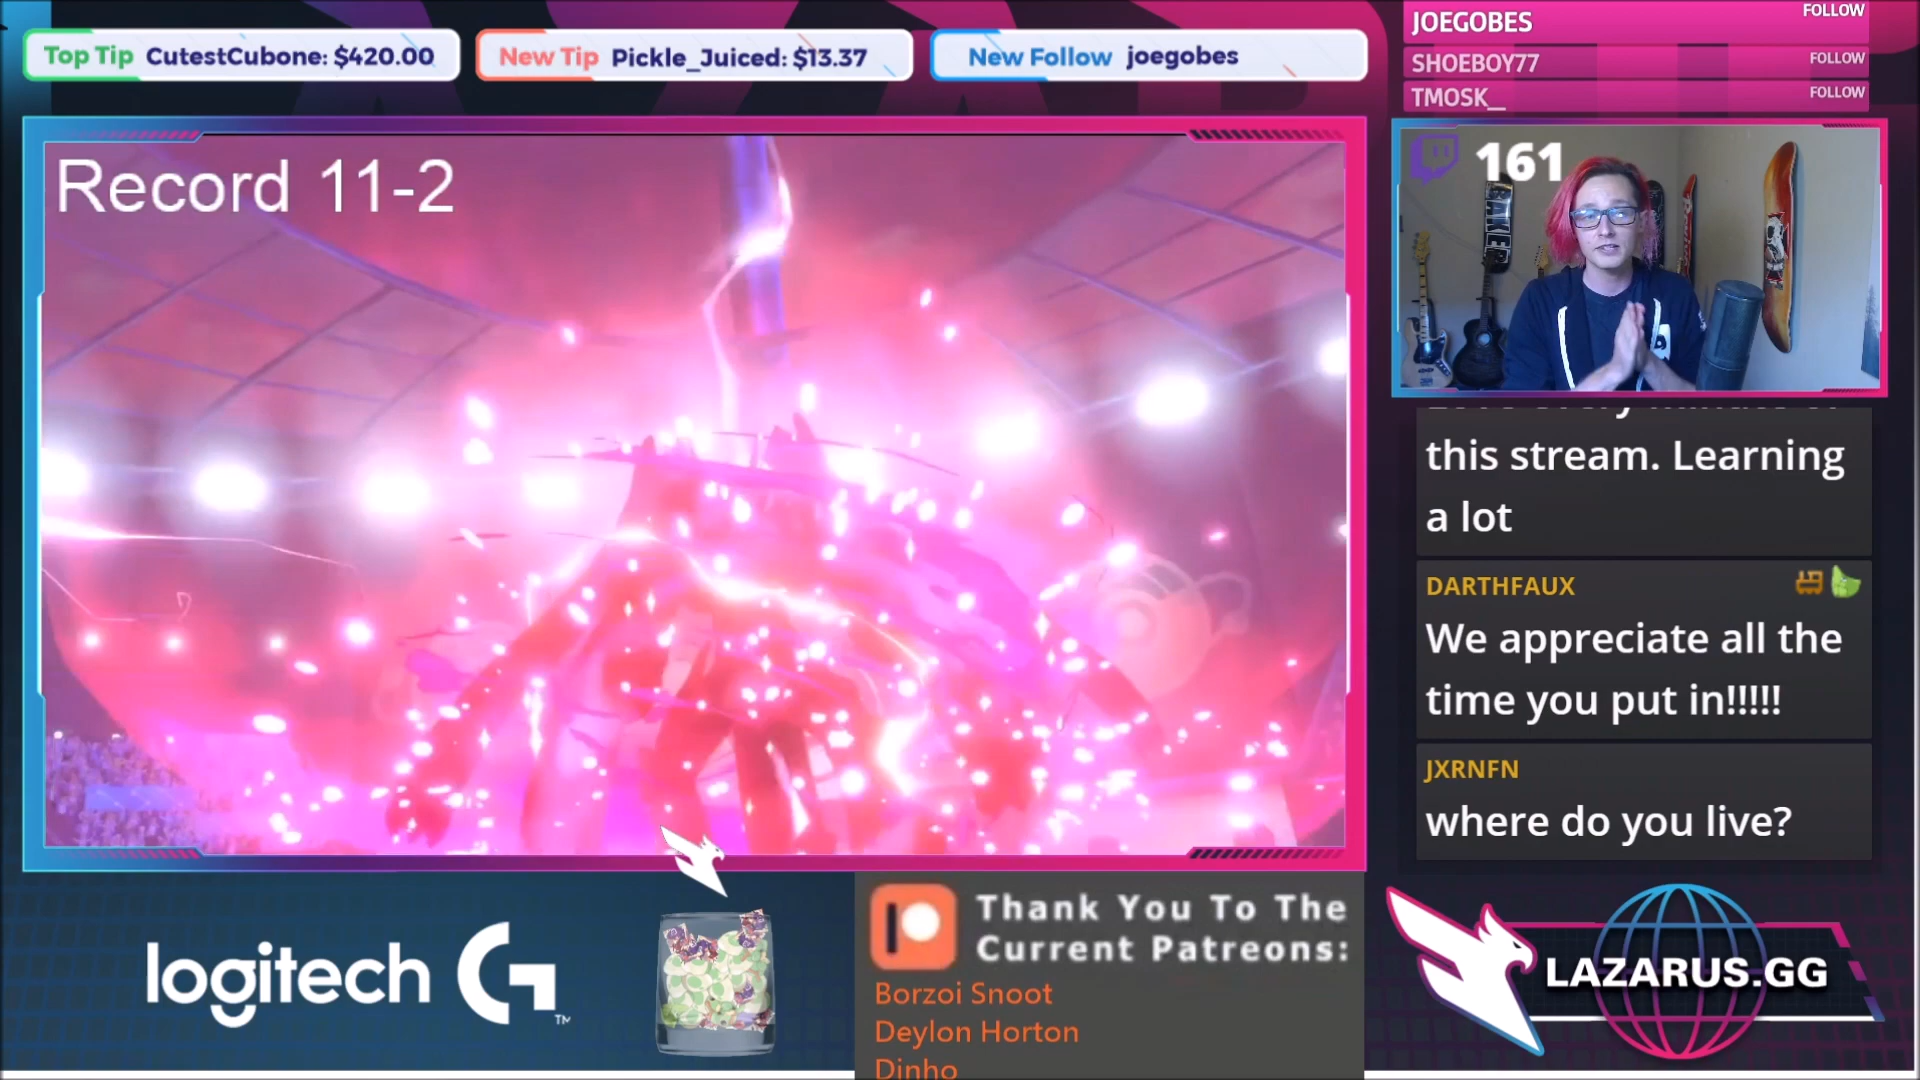 Top Tip CutestCubone: $420.00
New Tip Pickle_Juiced: $13.37
New Follow joegobes
JOEGOBES FOLLOW
SHOEBOY77 FOLLOW
TMOSK_ FOLLOW
Record 11-2
161
BAKER
this stream. Learning
a lot
DARTHFAUX
We appreciate all the
time you put in!!!!!
JXRNFN
where do you live?
logitech G
TM
Thank You To The
Current Patreons:
Borzoi Snoot
Deylon Horton
Dinho
LAZARUS.GG